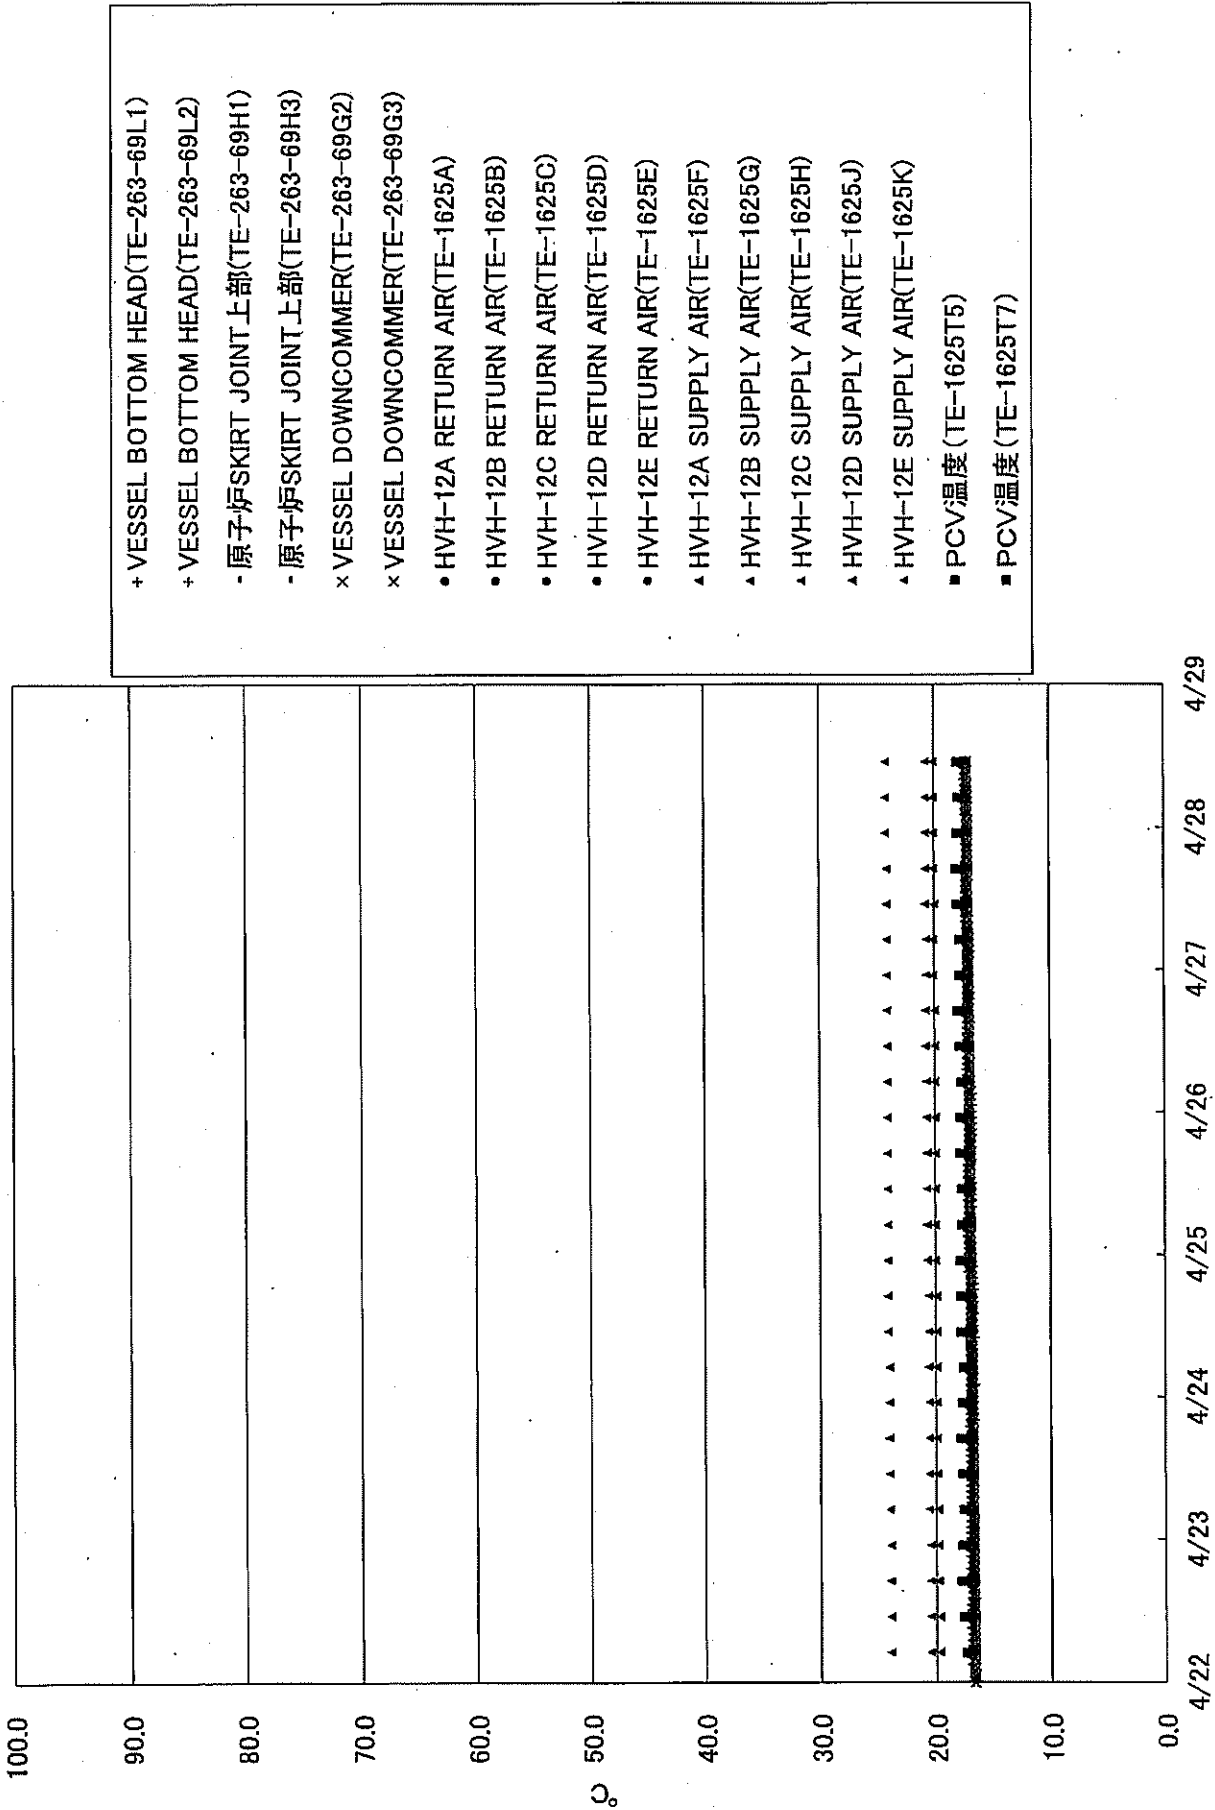 100.0
90.0
80.0
70.0
60.0
50.0
40.0
30.0
20.0
10.0
0.0
℃
4/22
4/23
4/24
4/25
4/26
4/27
4/28
4/29
+ VESSEL BOTTOM HEAD(TE-263-69L1)
+ VESSEL BOTTOM HEAD(TE-263-69L2)
- 原子炉SKIRT JOINT上部(TE-263-69H1)
- 原子炉SKIRT JOINT上部(TE-263-69H3)
× VESSEL DOWNCOMMER(TE-263-69G2)
× VESSEL DOWNCOMMER(TE-263-69G3)
● HVH-12A RETURN AIR(TE-1625A)
● HVH-12B RETURN AIR(TE-1625B)
● HVH-12C RETURN AIR(TE-1625C)
● HVH-12D RETURN AIR(TE-1625D)
● HVH-12E RETURN AIR(TE-1625E)
▲ HVH-12A SUPPLY AIR(TE-1625F)
▲ HVH-12B SUPPLY AIR(TE-1625G)
▲ HVH-12C SUPPLY AIR(TE-1625H)
▲ HVH-12D SUPPLY AIR(TE-1625J)
▲ HVH-12E SUPPLY AIR(TE-1625K)
■ PCV温度(TE-1625T5)
■ PCV温度(TE-1625T7)